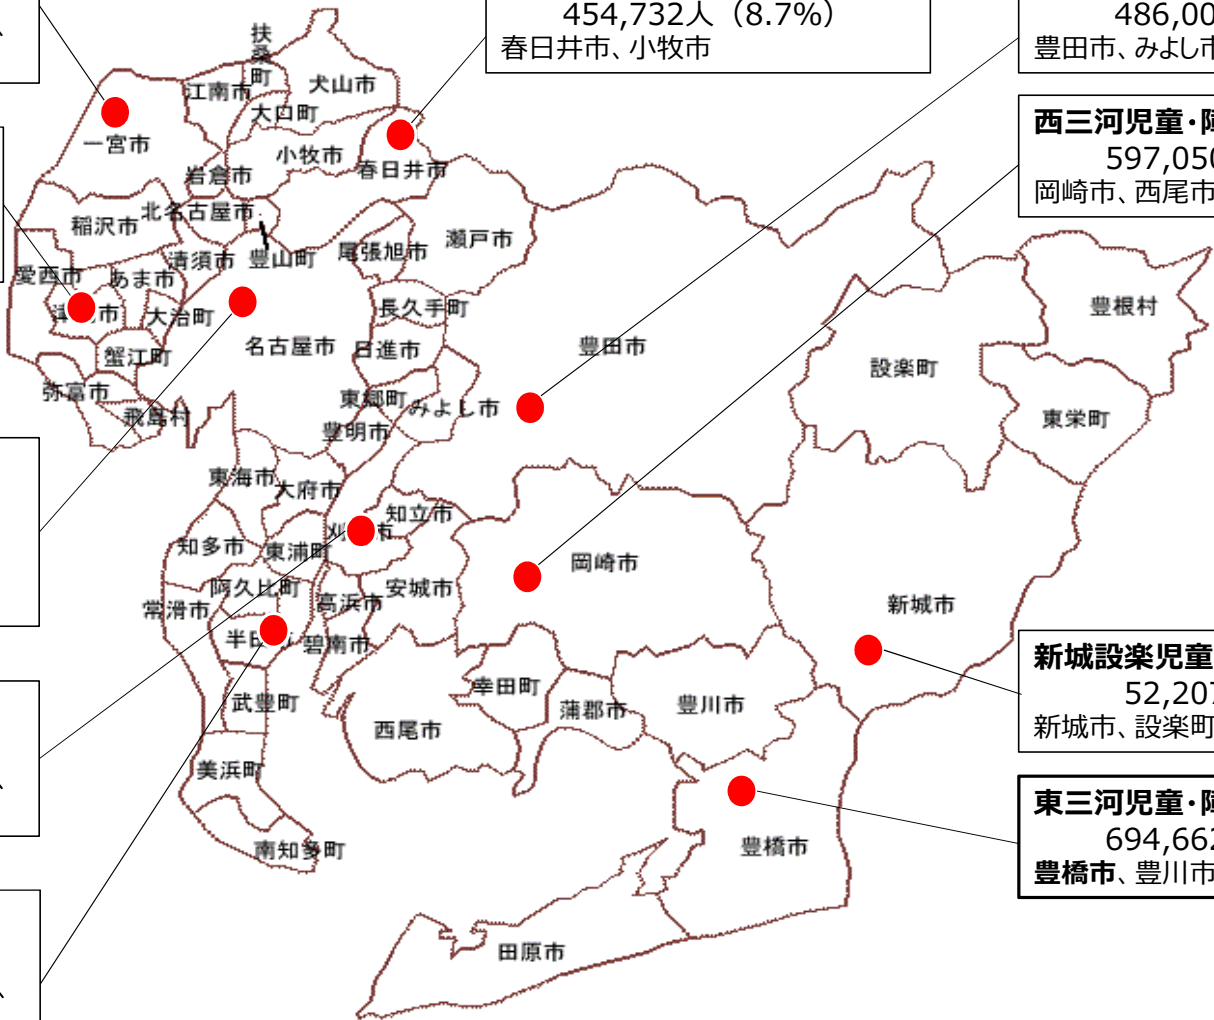 454,732人（8.7%）
春日井市、小牧市
486,00
豊田市、みよし市
西三河児童・障
597,050
岡崎市、西尾市
扶桑町
江南市
犬山市
大口町
一宮市
小牧市
岩倉市
春日井市
稲沢市
北名古屋市
尾張旭市
瀬戸市
清須市
豊山町
愛西市
あま市
市
大治町
長久手町
豊根村
名古屋市
日進市
豊田市
蟹江町
設楽町
弥富市
東郷町
みよし市
飛島村
東栄町
豊明市
東海市
大府市
知立市
刈 市
知多市
東浦町
岡崎市
阿久比町
安城市
常滑市
高浜市
新城市
半田
碧南市
新城設楽児童
52,207
新城市、設楽町
武豊町
幸田町
蒲郡市
豊川市
西尾市
美浜町
東三河児童・障
694,662
豊橋市、豊川市
南知多町
豊橋市
田原市